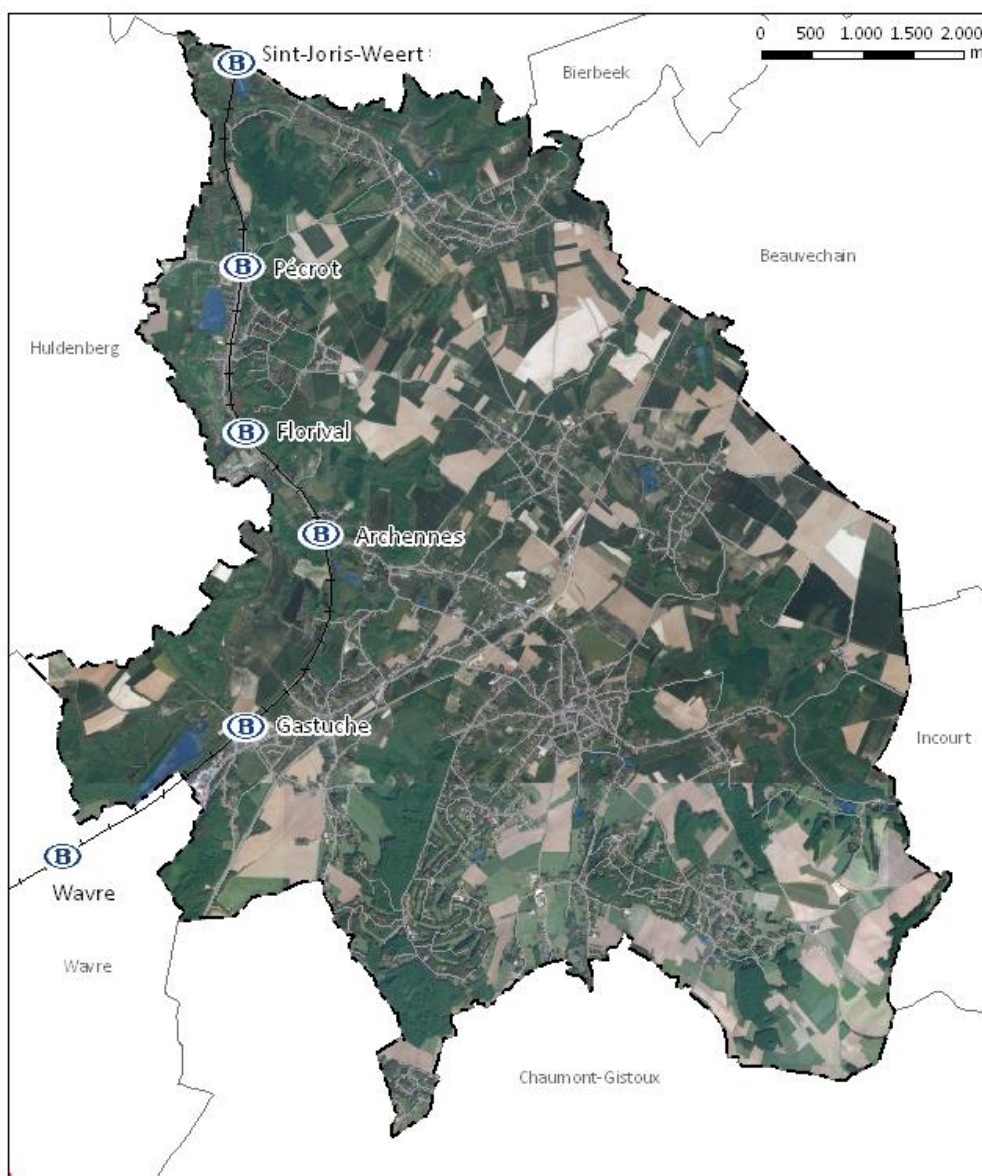 0 500 1.000 1.500 2.000
m
B Sint-Joris-Weert
Bierbeek
Beauvechain
B Pécrot
Huldenberg
B Florival
B Archennes
B Gastuche
Incourt
B
Wavre
Wavre
Chaumont-Gistoux